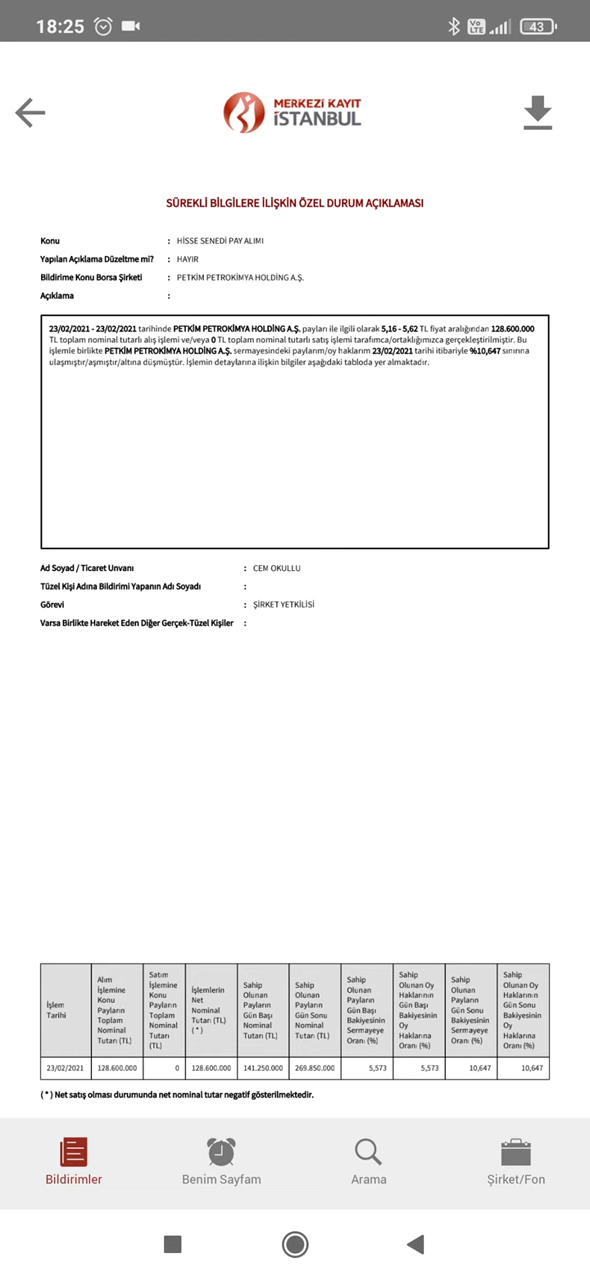 18:25
Vo LTE
43
MERKEZİ KAYIT
İSTANBUL
SÜREKLİ BİLGİLERE İLİŞKİN ÖZEL DURUM AÇIKLAMASI
Konu : HİSSE SENEDİ PAY ALIMI
Yapılan Açıklama Düzeltme mi? : HAYIR
Bildirime Konu Borsa Şirketi : PETKİM PETROKİMYA HOLDİNG A.Ş.
Açıklama :
23/02/2021 - 23/02/2021 tarihinde PETKİM PETROKİMYA HOLDİNG A.Ş. payları ile ilgili olarak 5,16 - 5,62 TL fiyat aralığından 128.600.000
TL toplam nominal tutarlı alış işlemi ve/veya 0 TL toplam nominal tutarlı satış işlemi tarafımca/ortaklığımızca gerçekleştirilmiştir. Bu
işlemle birlikte PETKİM PETROKİMYA HOLDİNG A.Ş. sermayesindeki paylarım/oy haklarım 23/02/2021 tarihi itibariyle %10,647 sınırına
ulaşmıştır/aşmıştır/altına düşmüştür. İşlemin detaylarına ilişkin bilgiler aşağıdaki tabloda yer almaktadır.
Ad Soyad / Ticaret Unvanı : CEM OKULLU
Tüzel Kişi Adına Bildirimi Yapanın Adı Soyadı :
Görevi : ŞİRKET YETKİLİSİ
Varsa Birlikte Hareket Eden Diğer Gerçek-Tüzel Kişiler :
İşlem
Tarihi
Alım
İşlemine
Konu
Payların
Toplam
Nominal
Tutarı (TL)
Satım
İşlemine
Konu
Payların
Toplam
Nominal
Tutarı
(TL)
İşlemlerin
Net
Nominal
Tutarı (TL)
(*)
Sahip
Olunan
Payların
Gün Başı
Nominal
Tutarı (TL)
Sahip
Olunan
Payların
Gün Sonu
Nominal
Tutarı (TL)
Sahip
Olunan
Payların
Gün Başı
Bakiyesinin
Sermayeye
Oranı (%)
Sahip
Olunan Oy
Haklarının
Gün Başı
Bakiyesinin
Oy
Haklarına
Oranı (%)
Sahip
Olunan
Payların
Gün Sonu
Bakiyesinin
Sermayeye
Oranı (%)
Sahip
Olunan Oy
Haklarının
Gün Sonu
Bakiyesinin
Oy
Haklarına
Oranı (%)
23/02/2021 128.600.000 0 128.600.000 141.250.000 269.850.000 5,573 5,573 10,647 10,647
(*) Net satış olması durumunda net nominal tutar negatif gösterilmektedir.
Bildirimler
Benim Sayfam
Arama
Şirket/Fon